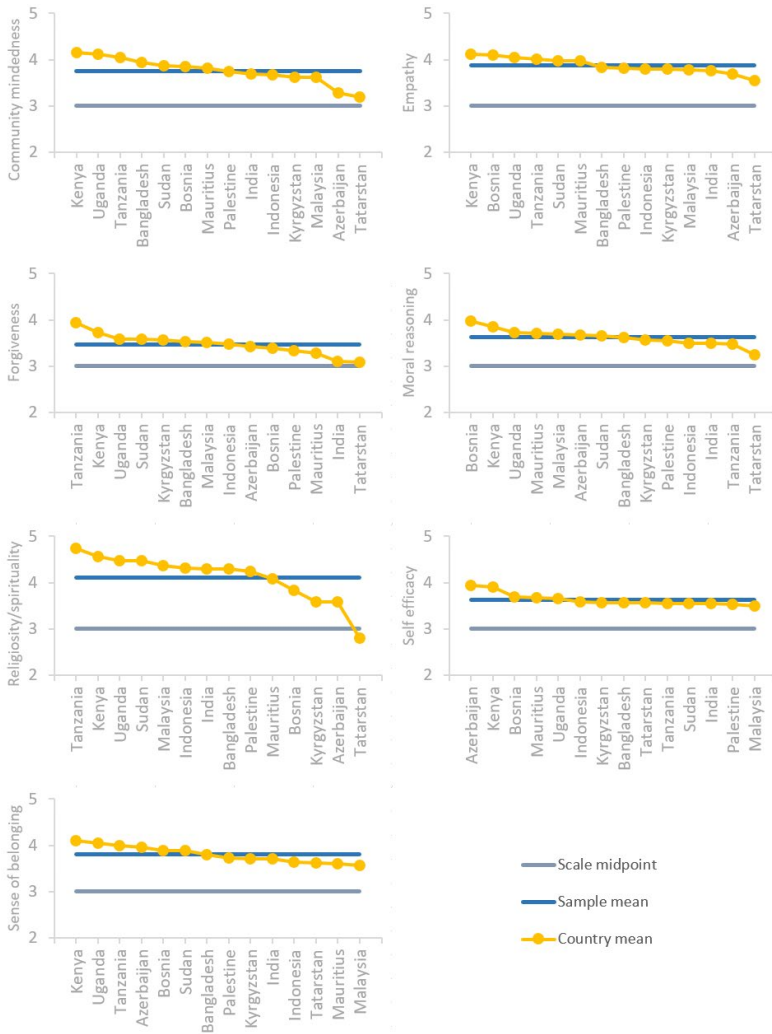 Community mindedness
5
4
3
2
Kenya
Uganda
Tanzania
Bangladesh
Sudan
Bosnia
Mauritius
Palestine
India
Indonesia
Kyrgyzstan
Malaysia
Azerbaijan
Tatarstan
Empathy
5
4
3
2
Kenya
Bosnia
Uganda
Tanzania
Sudan
Mauritius
Bangladesh
Palestine
Indonesia
Kyrgyzstan
Malaysia
India
Azerbaijan
Tatarstan
Forgiveness
5
4
3
2
Tanzania
Kenya
Uganda
Sudan
Kyrgyzstan
Bangladesh
Malaysia
Indonesia
Azerbaijan
Bosnia
Palestine
Mauritius
India
Tatarstan
Moral reasoning
5
4
3
2
Bosnia
Kenya
Uganda
Mauritius
Malaysia
Azerbaijan
Sudan
Bangladesh
Kyrgyzstan
Palestine
Indonesia
India
Tanzania
Tatarstan
Religiosity/spirituality
5
4
3
2
Tanzania
Kenya
Uganda
Sudan
Malaysia
Indonesia
India
Bangladesh
Palestine
Mauritius
Bosnia
Kyrgyzstan
Azerbaijan
Tatarstan
Self efficacy
5
4
3
2
Azerbaijan
Kenya
Bosnia
Mauritius
Uganda
Indonesia
Kyrgyzstan
Bangladesh
Tatarstan
Tanzania
Sudan
India
Palestine
Malaysia
Sense of belonging
5
4
3
2
Kenya
Uganda
Tanzania
Azerbaijan
Bosnia
Sudan
Bangladesh
Palestine
Kyrgyzstan
India
Indonesia
Tatarstan
Mauritius
Malaysia
Scale midpoint
Sample mean
Country mean